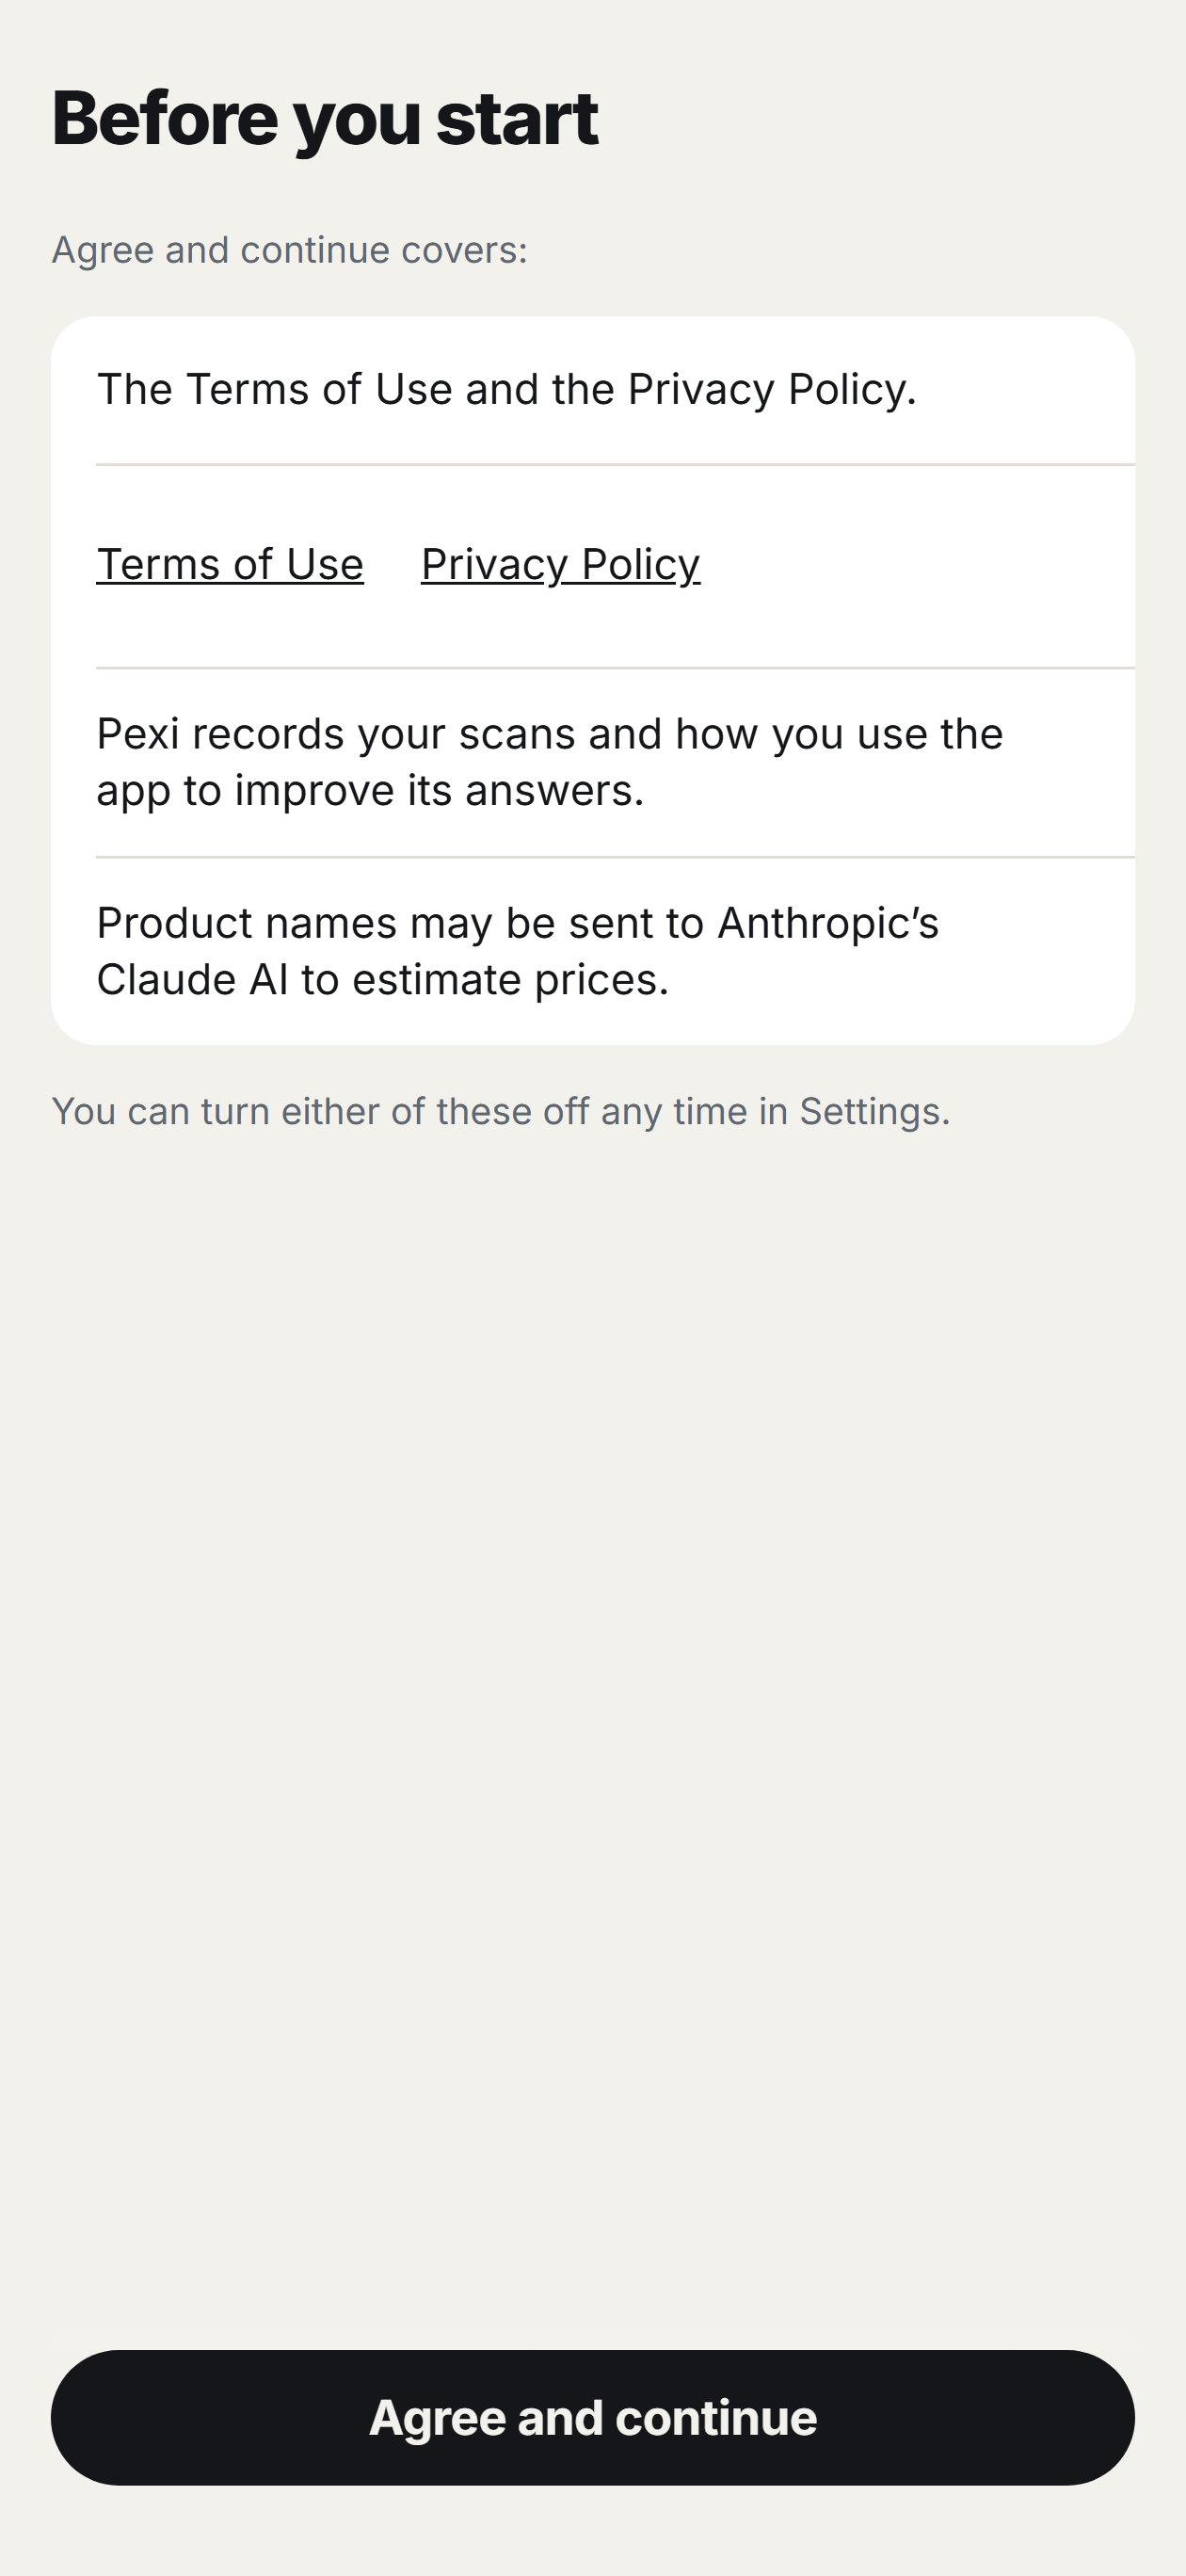 Before you start
Agree and continue covers:
The Terms of Use and the Privacy Policy.
Terms of Use Privacy Policy
Pexi records your scans and how you use the
app to improve its answers.
Product names may be sent to Anthropic’s
Claude AI to estimate prices.
You can turn either of these off any time in Settings.
Agree and continue